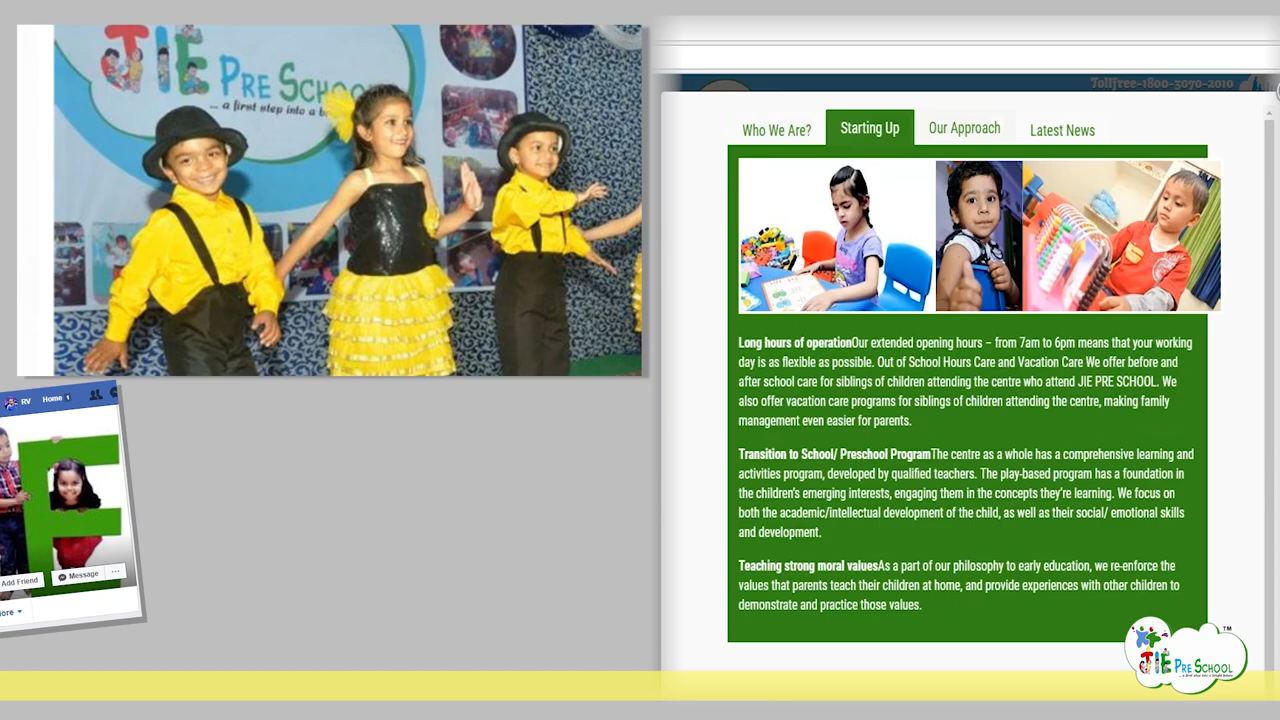 JIE PRE SCHOOL
... a first step into a b
RV Home 1
Add Friend
Message
ore
Tollfree-1800-3070-2010
Who We Are?
Starting Up
Our Approach
Latest News
Long hours of operationOur extended opening hours – from 7am to 6pm means that your working
day is as flexible as possible. Out of School Hours Care and Vacation Care We offer before and
after school care for siblings of children attending the centre who attend JIE PRE SCHOOL. We
also offer vacation care programs for siblings of children attending the centre, making family
management even easier for parents.
Transition to School/ Preschool ProgramThe centre as a whole has a comprehensive learning and
activities program, developed by qualified teachers. The play-based program has a foundation in
the children's emerging interests, engaging them in the concepts they're learning. We focus on
both the academic/intellectual development of the child, as well as their social/ emotional skills
and development.
Teaching strong moral valuesAs a part of our philosophy to early education, we re-enforce the
values that parents teach their children at home, and provide experiences with other children to
demonstrate and practice those values.
TM
JIE PRE SCHOOL
... a first step into a bright future